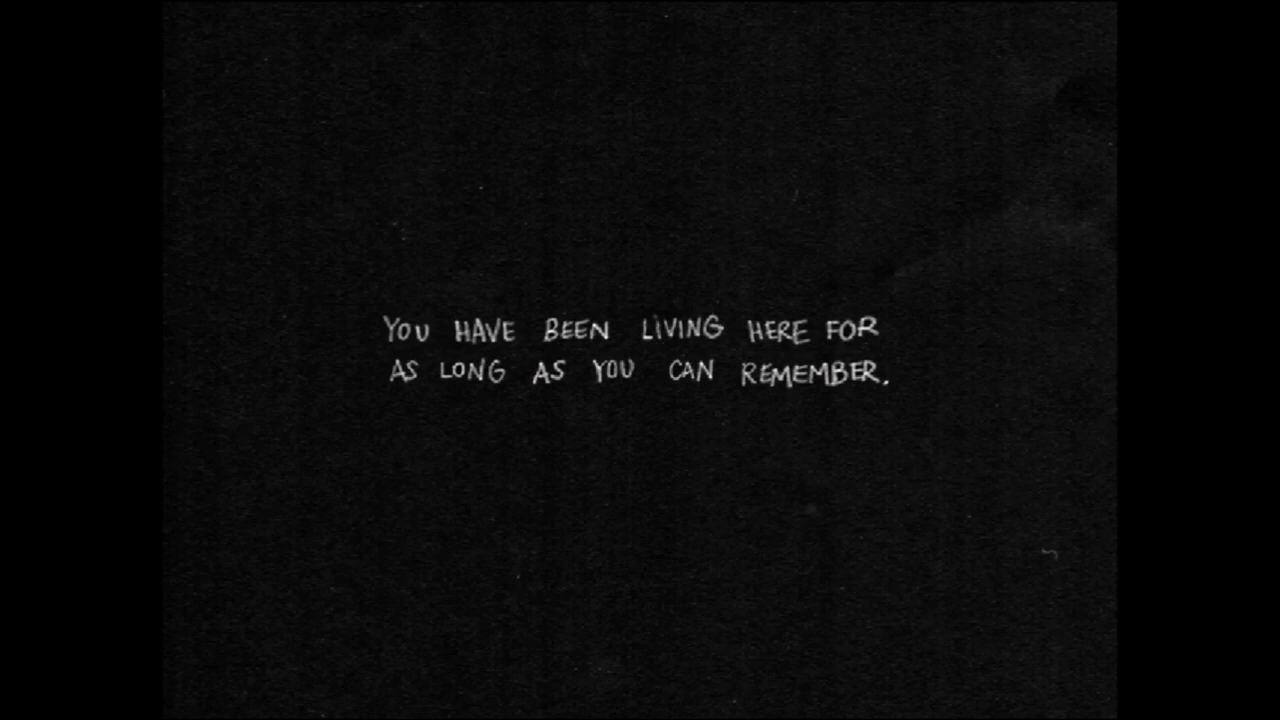 YOU HAVE BEEN LIVING HERE FOR
AS LONG AS YOU CAN REMEMBER.